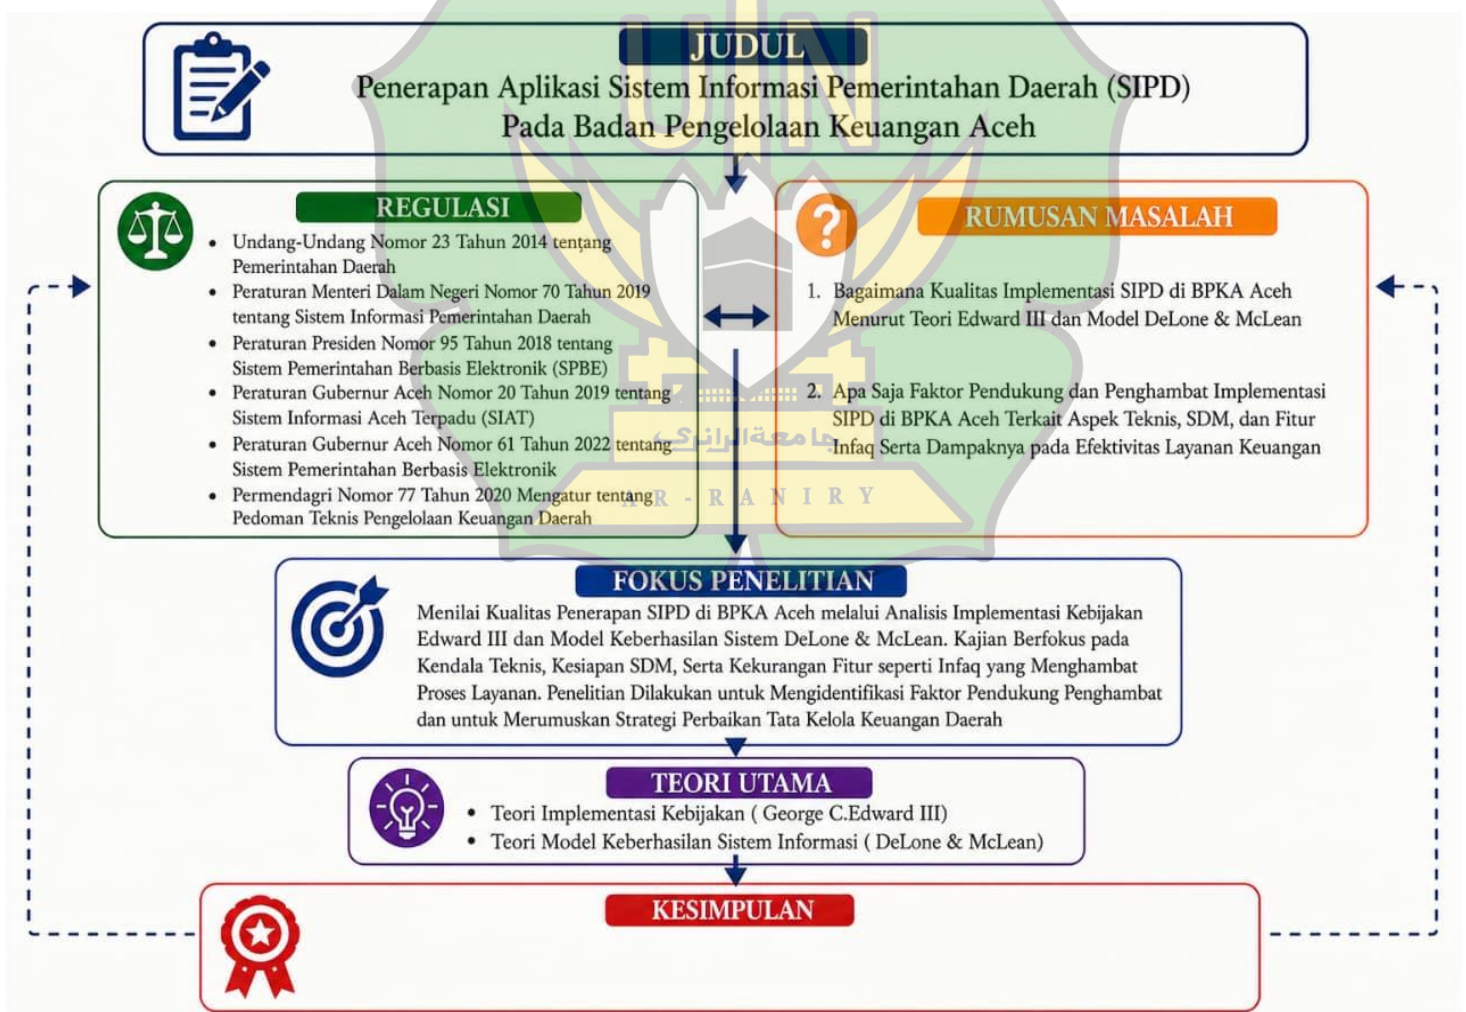 JUDUL
Penerapan Aplikasi Sistem Informasi Pemerintahan Daerah (SIPD)
Pada Badan Pengelolaan Keuangan Aceh
REGULASI
• Undang-Undang Nomor 23 Tahun 2014 tentang
Pemerintahan Daerah
• Peraturan Menteri Dalam Negeri Nomor 70 Tahun 2019
tentang Sistem Informasi Pemerintahan Daerah
• Peraturan Presiden Nomor 95 Tahun 2018 tentang
Sistem Pemerintahan Berbasis Elektronik (SPBE)
• Peraturan Gubernur Aceh Nomor 20 Tahun 2019 tentang
Sistem Informasi Aceh Terpadu (SIAT)
• Peraturan Gubernur Aceh Nomor 61 Tahun 2022 tentang
Sistem Pemerintahan Berbasis Elektronik
• Permendagri Nomor 77 Tahun 2020 Mengatur tentang
Pedoman Teknis Pengelolaan Keuangan Daerah
RUMUSAN MASALAH
1. Bagaimana Kualitas Implementasi SIPD di BPKA Aceh
Menurut Teori Edward III dan Model DeLone & McLean
2. Apa Saja Faktor Pendukung dan Penghambat Implementasi
SIPD di BPKA Aceh Terkait Aspek Teknis, SDM, dan Fitur
Infaq Serta Dampaknya pada Efektivitas Layanan Keuangan
UIN
جامعة الرانري
AR-RANIRY
FOKUS PENELITIAN
Menilai Kualitas Penerapan SIPD di BPKA Aceh melalui Analisis Implementasi Kebijakan
Edward III dan Model Keberhasilan Sistem DeLone & McLean. Kajian Berfokus pada
Kendala Teknis, Kesiapan SDM, Serta Kekurangan Fitur seperti Infaq yang Menghambat
Proses Layanan. Penelitian Dilakukan untuk Mengidentifikasi Faktor Pendukung Penghambat
dan untuk Merumuskan Strategi Perbaikan Tata Kelola Keuangan Daerah
TEORI UTAMA
• Teori Implementasi Kebijakan ( George C.Edward III)
• Teori Model Keberhasilan Sistem Informasi ( DeLone & McLean)
KESIMPULAN